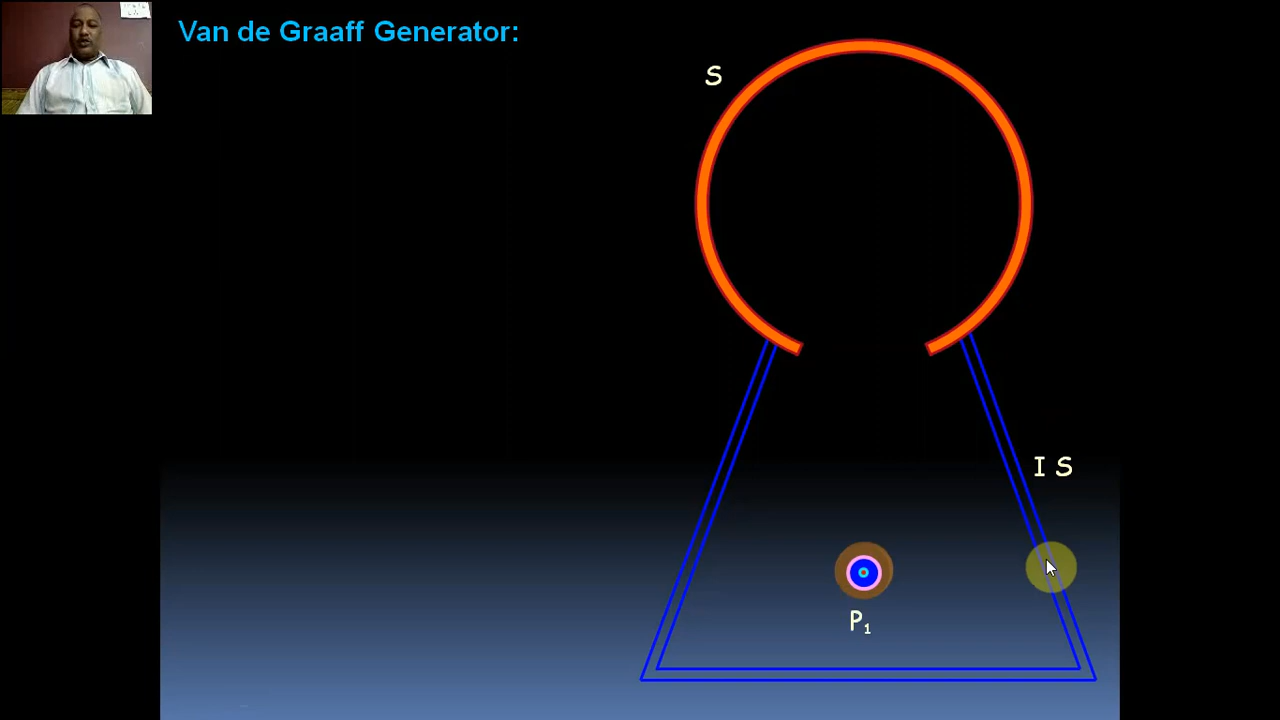 Van de Graaff Generator:
S
I S
P₁